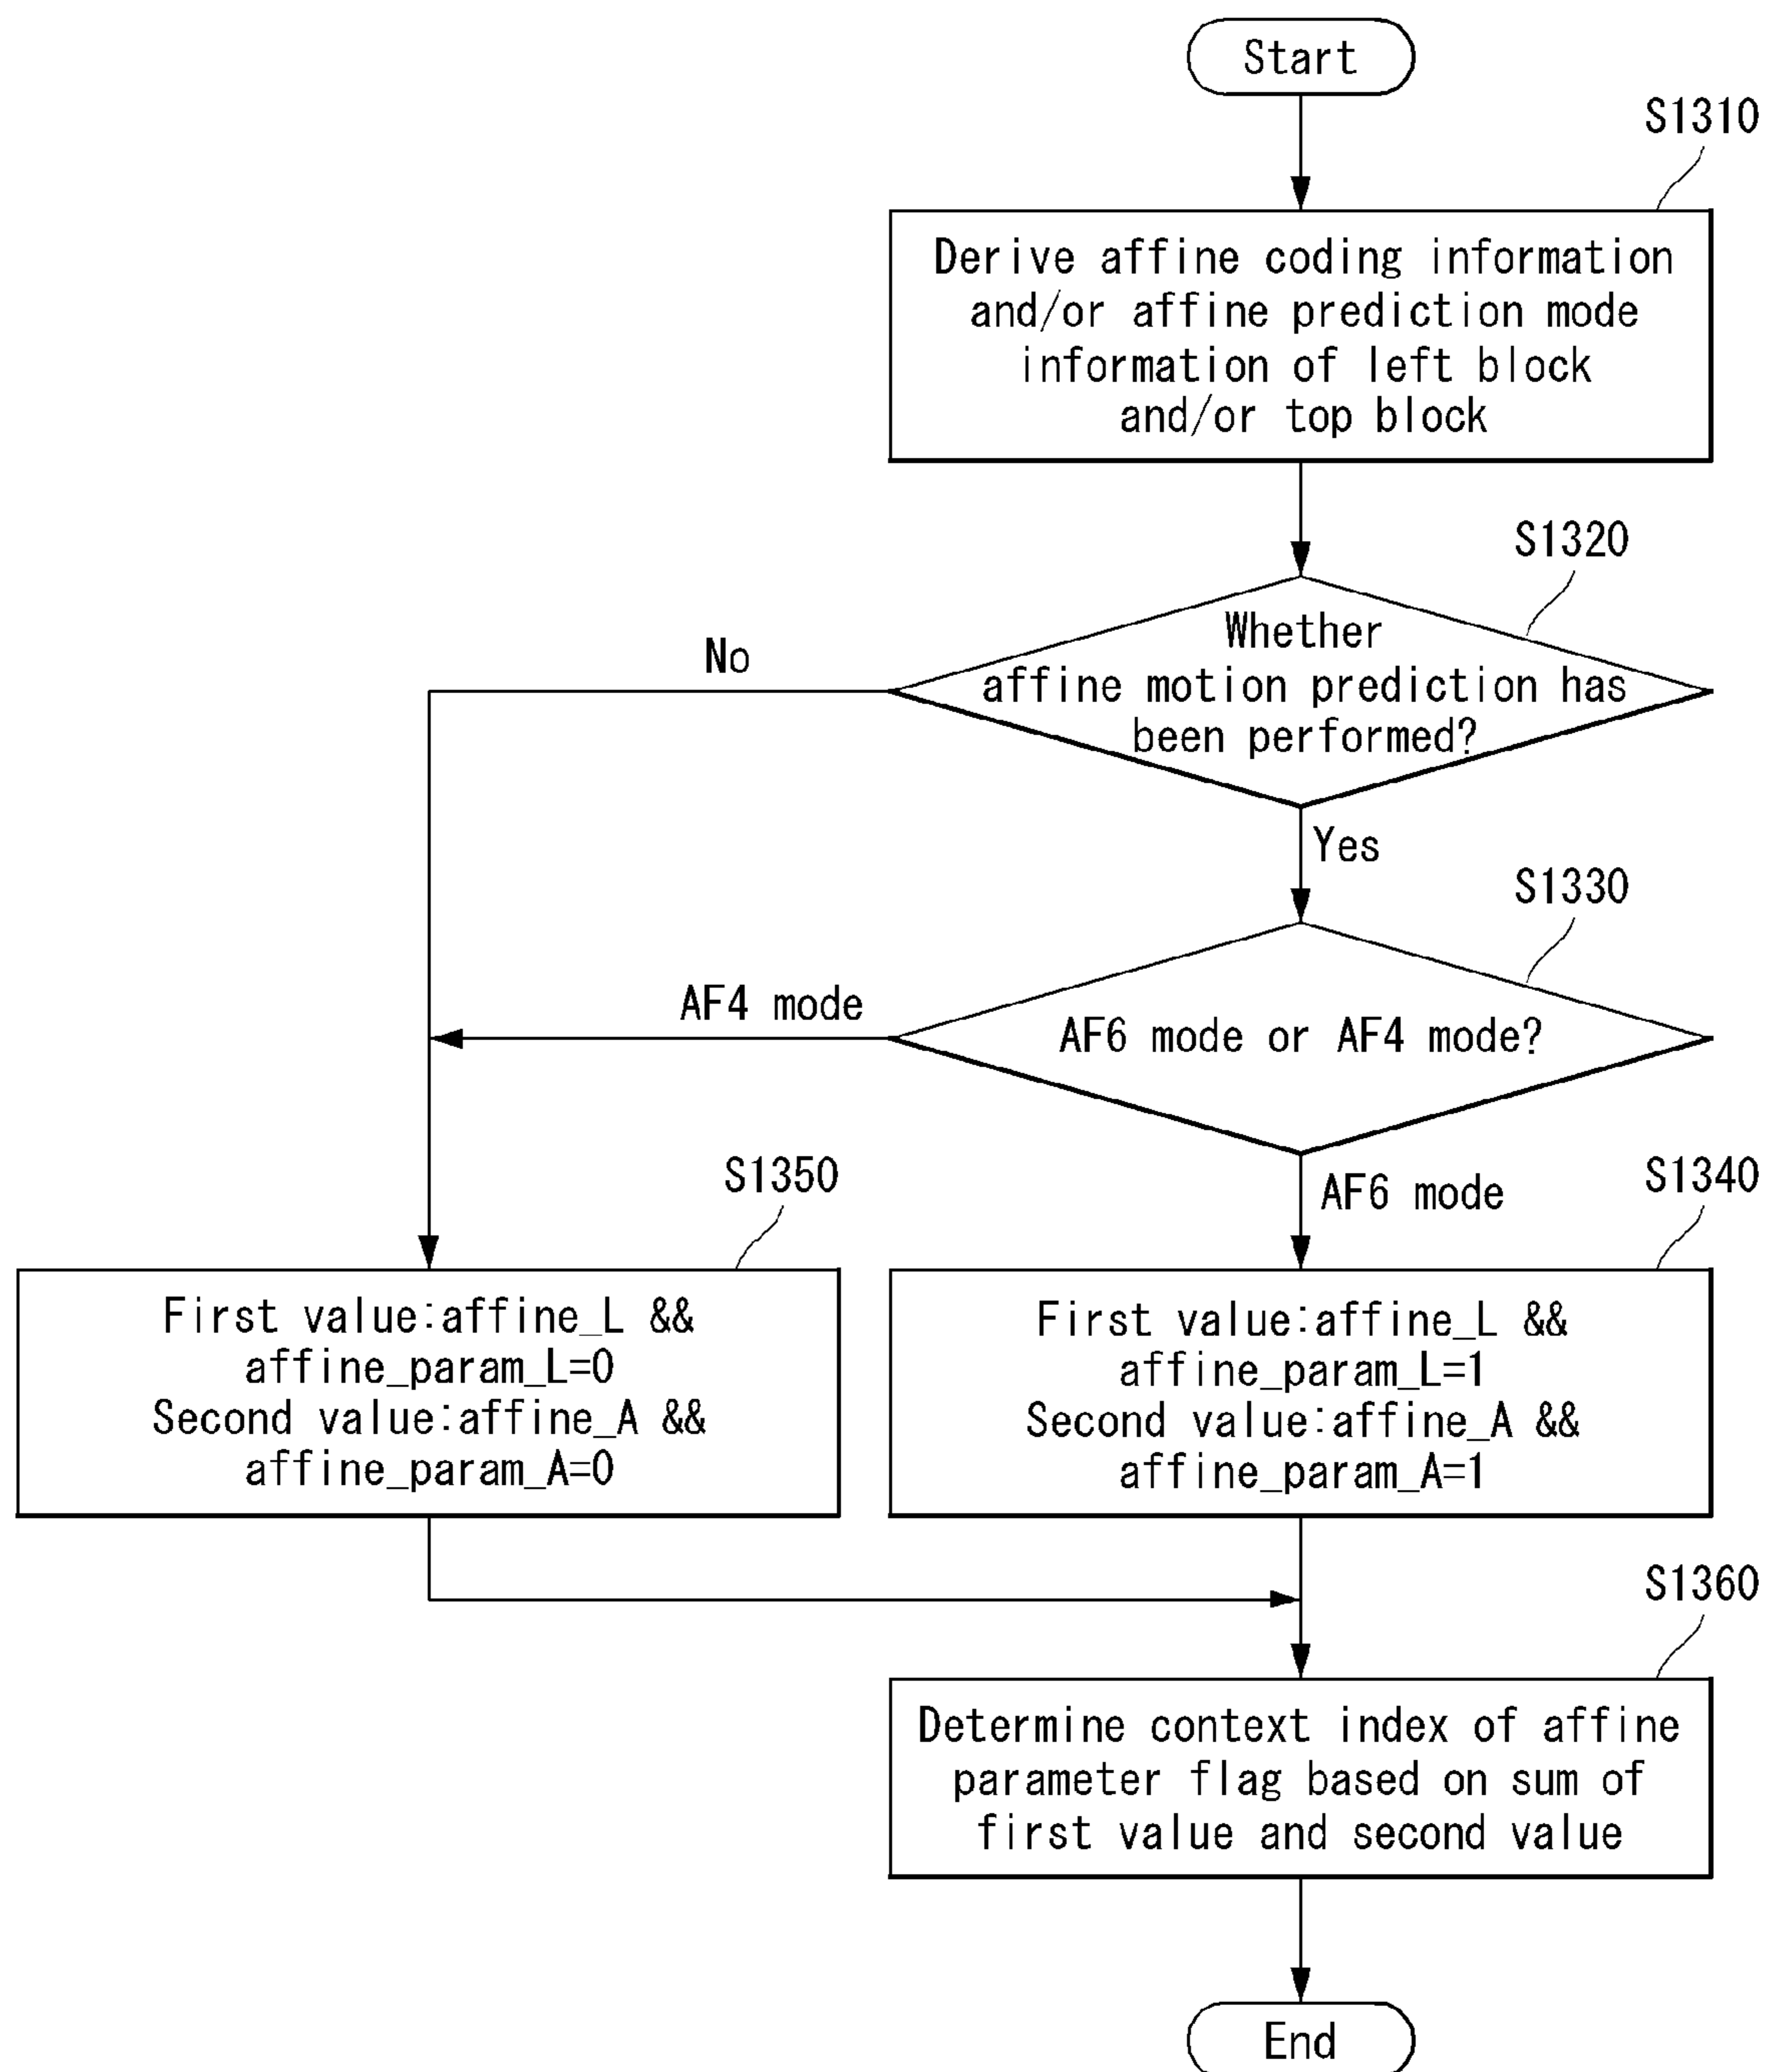 Start
S1310
Derive affine coding information
and/or affine prediction mode
information of left block
and/or top block
S1320
Whether
affine motion prediction has
been performed?
No
Yes
S1330
AF6 mode or AF4 mode?
AF4 mode
AF6 mode
S1350
First value:affine_L &&
affine_param_L=0
Second value:affine_A &&
affine_param_A=0
S1340
First value:affine_L &&
affine_param_L=1
Second value:affine_A &&
affine_param_A=1
S1360
Determine context index of affine
parameter flag based on sum of
first value and second value
End